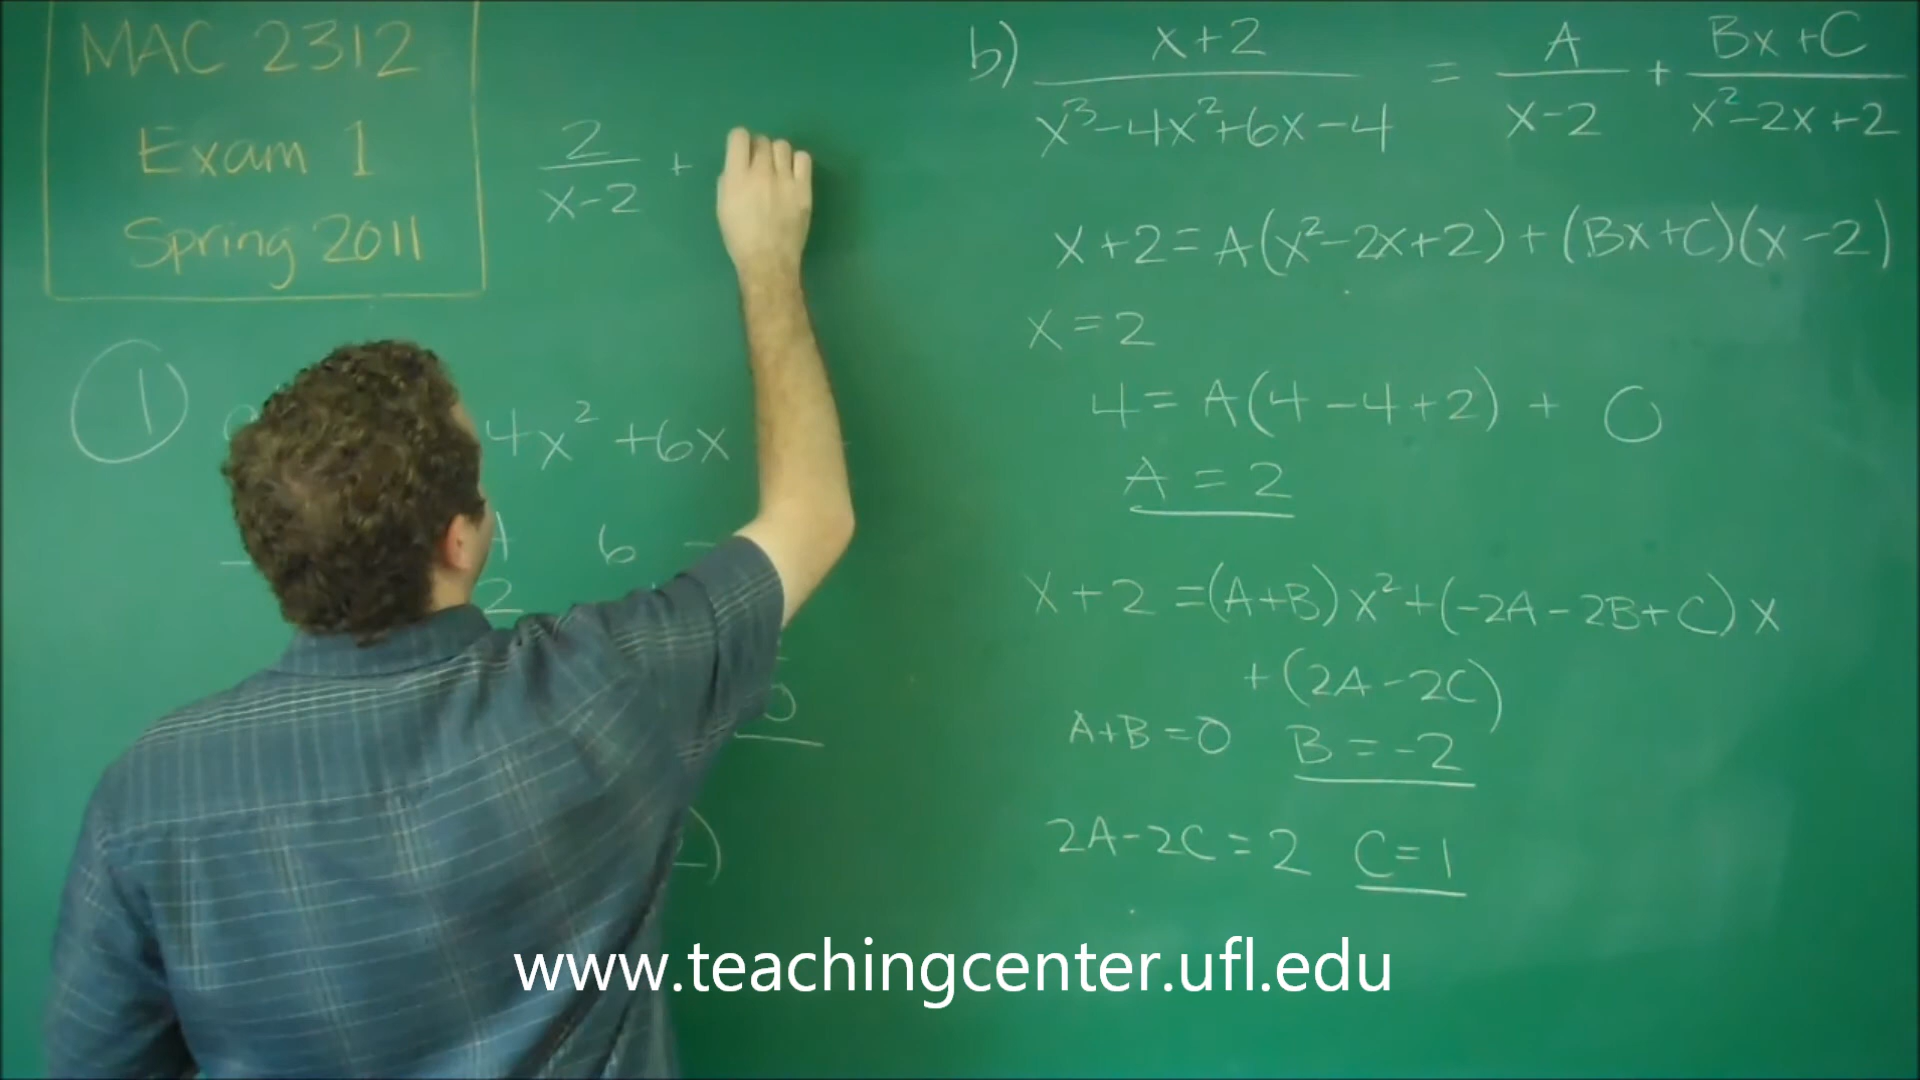 MAC 2312
Exam 1
Spring 2011
2/(x-2) +
1
4x² +6x
6 -
2
0
)
b) (x+2)/(x³-4x²+6x-4) = A/(x-2) + (Bx+C)/(x²-2x+2)
x+2=A(x²-2x+2)+(Bx+C)(x-2)
x=2
4=A(4-4+2)+ 0
A = 2
x+2=(A+B)x²+(-2A-2B+C)x
+(2A-2C)
A+B=0 B=-2
2A-2C=2 C=1
www.teachingcenter.ufl.edu